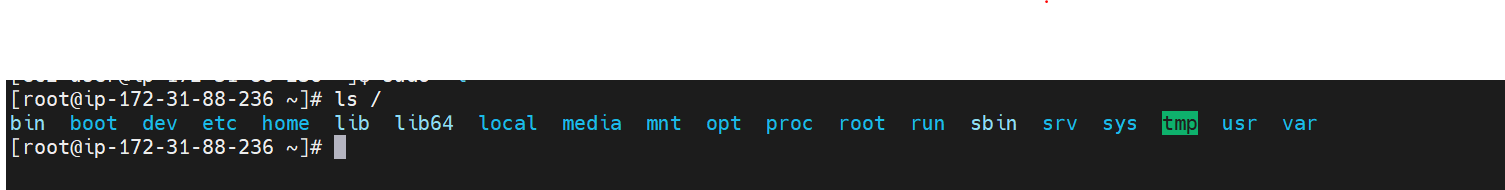 [root@ip-172-31-88-236 ~]# ls /
bin  boot  dev  etc  home  lib  lib64  local  media  mnt  opt  proc  root  run  sbin  srv  sys  tmp  usr  var
[root@ip-172-31-88-236 ~]#